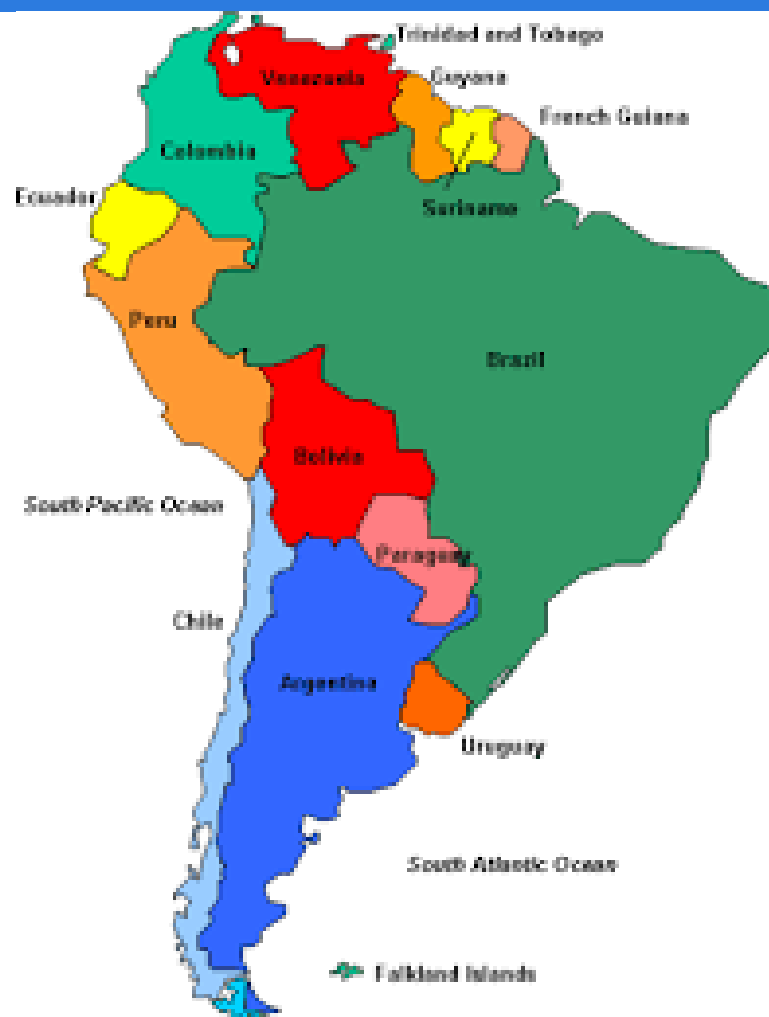 Trinidad and Tobago
Venezuela
Guyana
French Guiana
Colombia
Ecuador
Suriname
Peru
Brazil
Bolivia
South Pacific Ocean
Paraguay
Chile
Argentina
Uruguay
South Atlantic Ocean
Falkland Islands